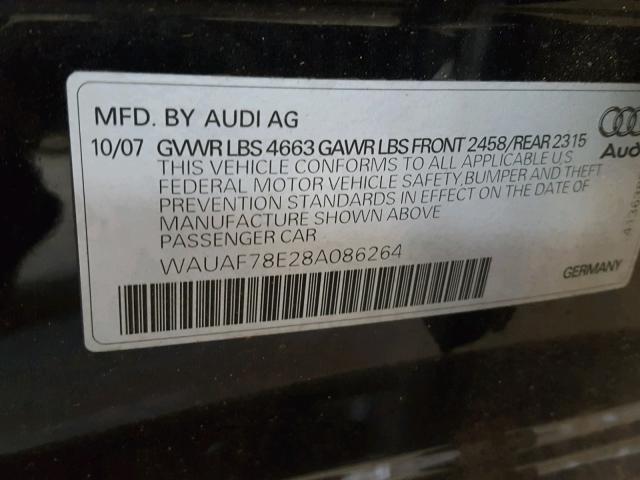 MFD. BY AUDI AG
10/07 GVWR LBS 4663 GAWR LBS FRONT 2458/REAR 2315
THIS VEHICLE CONFORMS TO ALL APPLICABLE U.S
FEDERAL MOTOR VEHICLE SAFETY,BUMPER AND THEFT
PREVENTION STANDARDS IN EFFECT ON THE DATE OF
MANUFACTURE SHOWN ABOVE
PASSENGER CAR
WAUAF78E28A086264
GERMANY